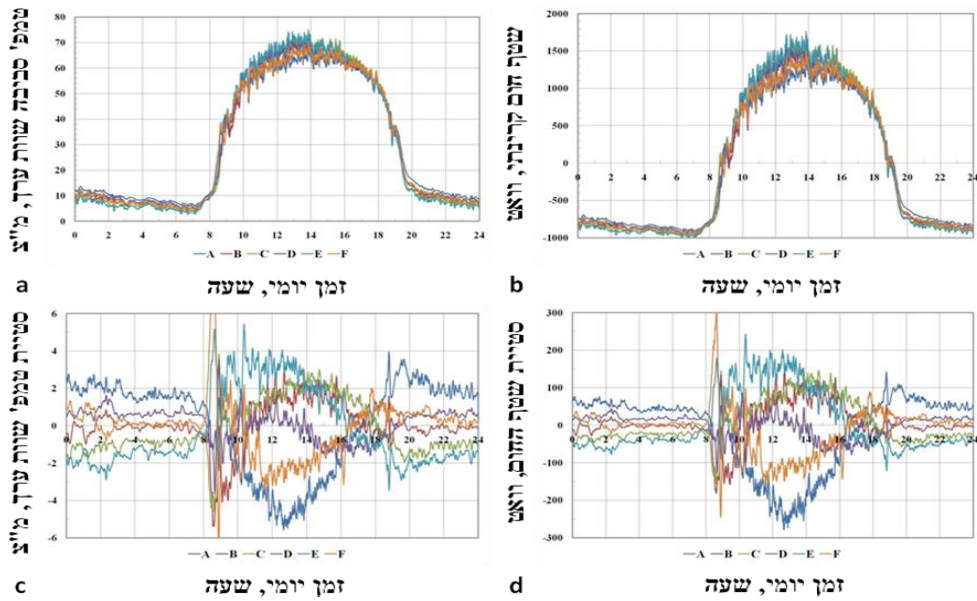 טמפ' סביבה שוות ערך, מ"צ
80
70
60
50
40
30
20
10
0
0 2 4 6 8 10 12 14 16 18 20 22 24
A B C D E F
a
זמן יומי, שעה
שטף חום קרינתי, וואט
2000
1500
1000
500
0
-500
-1000
0 2 4 6 8 10 12 14 16 18 20 22 24
A B C D E F
b
זמן יומי, שעה
סטיית טמפ' שוות ערך, מ"צ
6
4
2
0
-2
-4
-6
0 2 4 6 8 10 12 14 16 18 20 22 24
A B C D E F
c
זמן יומי, שעה
סטיית שטף החום, וואט
300
200
100
0
-100
-200
-300
0 2 4 6 8 10 12 14 16 18 20 22 24
A B C D E F
d
זמן יומי, שעה